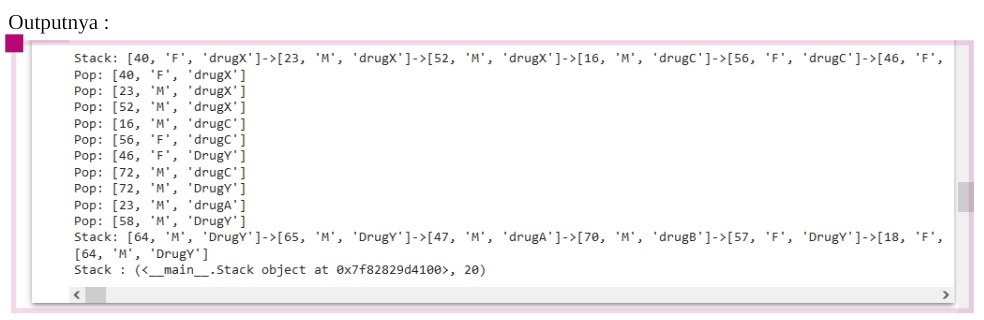 Outputnya :
Stack: [40, 'F', 'drugX']->[23, 'M', 'drugX']->[52, 'M', 'drugX']->[16, 'M', 'drugC']->[56, 'F', 'drugC']->[46, 'F',
Pop: [40, 'F', 'drugX']
Pop: [23, 'M', 'drugX']
Pop: [52, 'M', 'drugX']
Pop: [16, 'M', 'drugC']
Pop: [56, 'F', 'drugC']
Pop: [46, 'F', 'DrugY']
Pop: [72, 'M', 'drugC']
Pop: [72, 'M', 'DrugY']
Pop: [23, 'M', 'drugA']
Pop: [58, 'M', 'DrugY']
Stack: [64, 'M', 'DrugY']->[65, 'M', 'DrugY']->[47, 'M', 'drugA']->[70, 'M', 'drugB']->[57, 'F', 'DrugY']->[18, 'F',
[64, 'M', 'DrugY']
Stack : (<__main__.Stack object at 0x7f82829d4100>, 20)